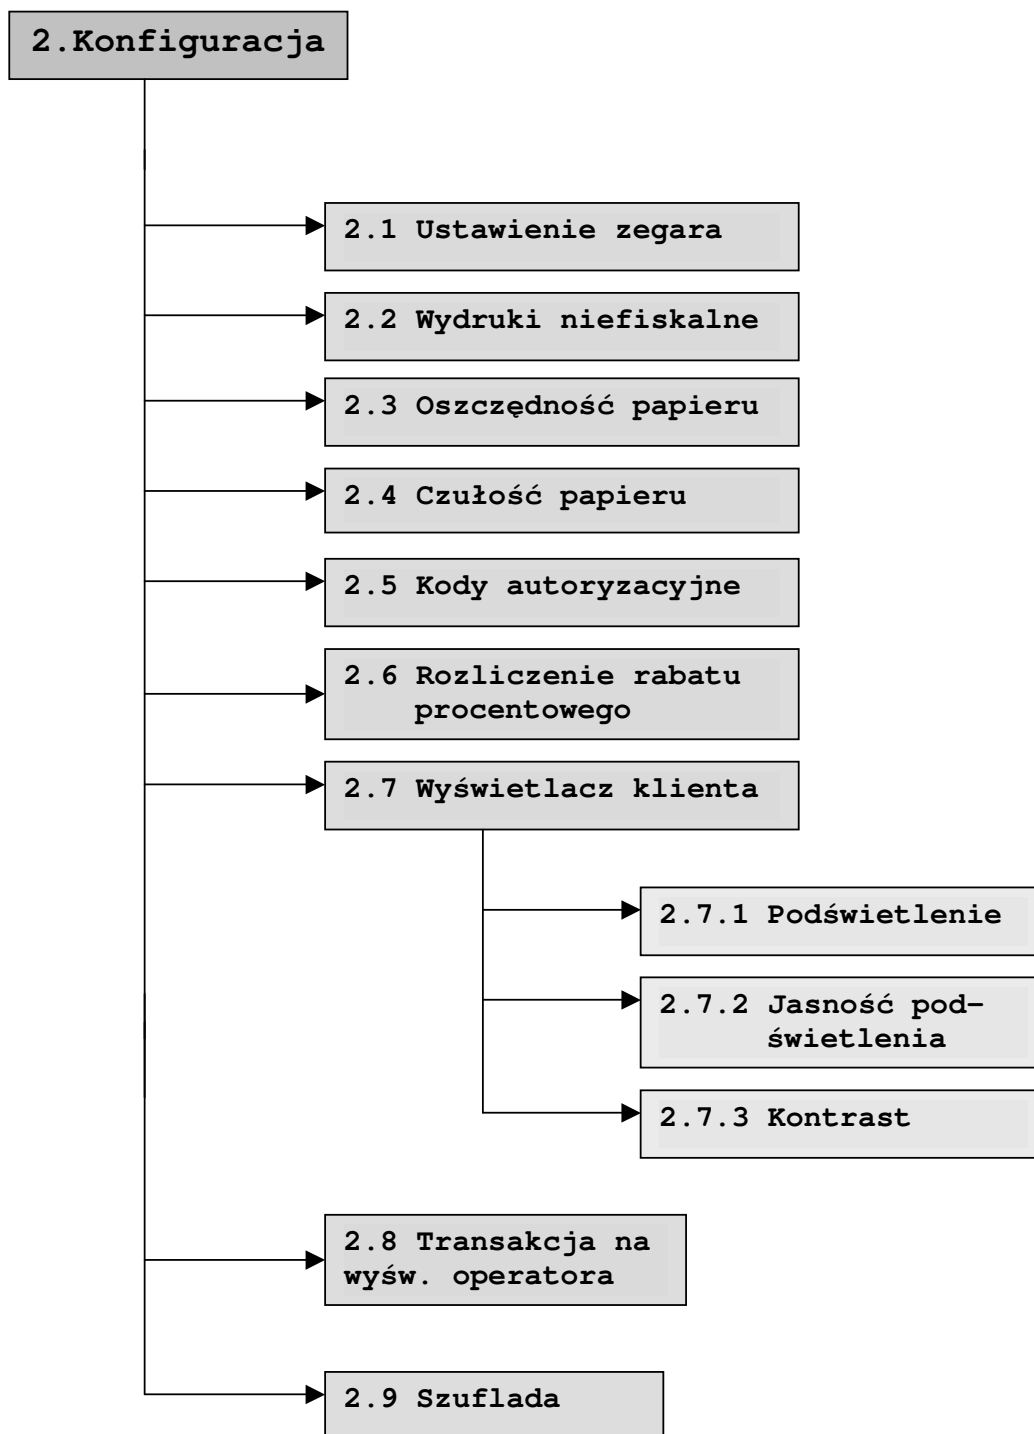 2.Konfiguracja
2.1 Ustawienie zegara
2.2 Wydruki niefiskalne
2.3 Oszczędność papieru
2.4 Czułość papieru
2.5 Kody autoryzacyjne
2.6 Rozliczenie rabatu
procentowego
2.7 Wyświetlacz klienta
2.7.1 Podświetlenie
2.7.2 Jasność pod-
świetlenia
2.7.3 Kontrast
2.8 Transakcja na
wyśw. operatora
2.9 Szuflada